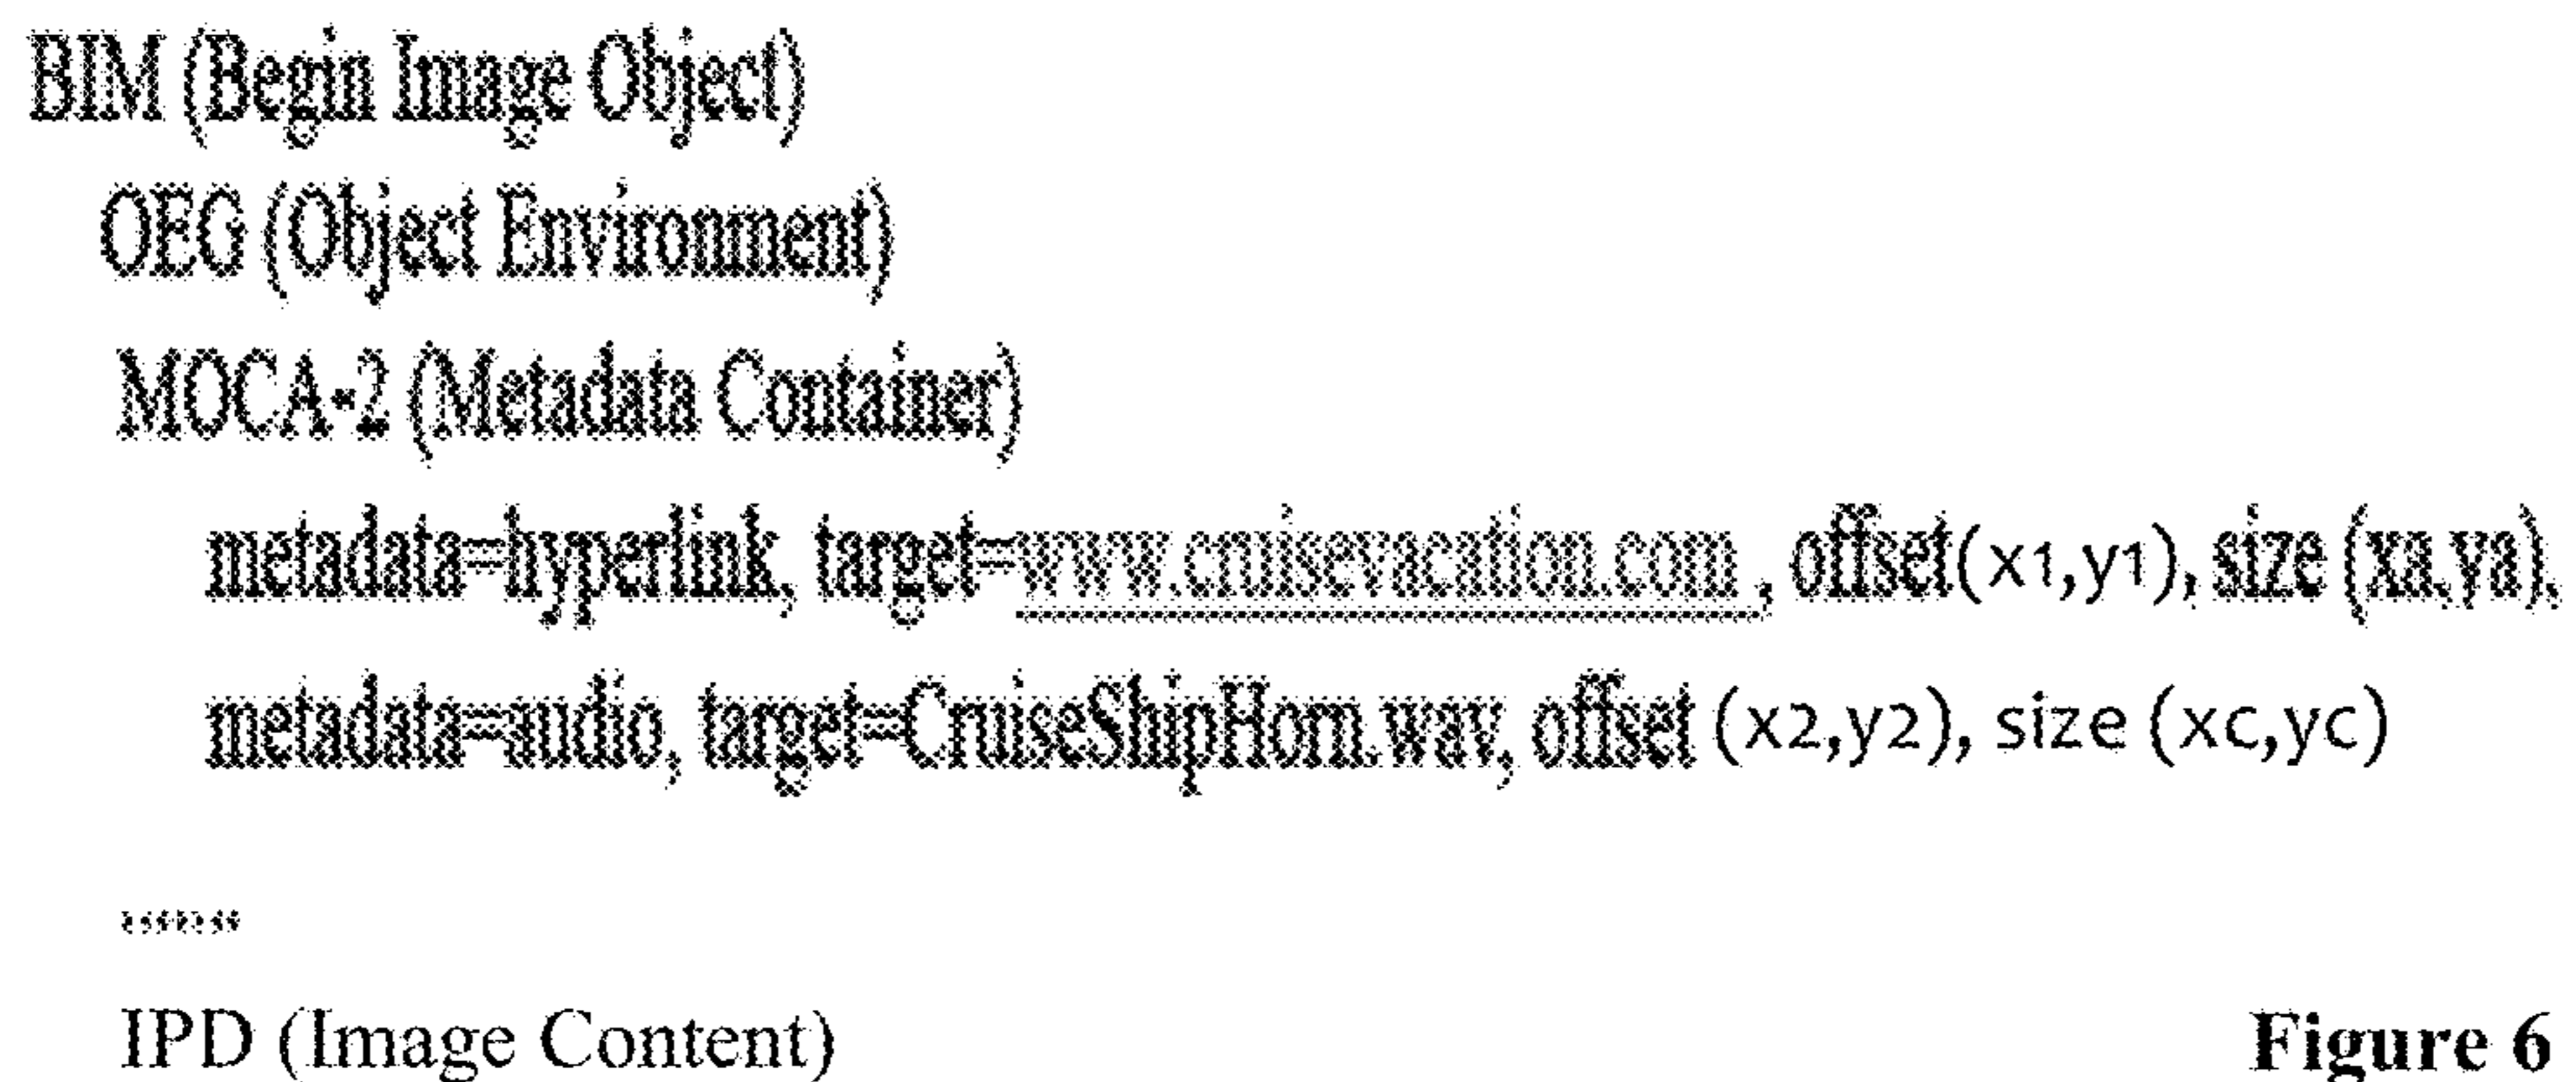 BIM (Begin Image Object)
OEG (Object Environment)
MOCA-2 (Metadata Container)
metadata=hyperlink, target=www.cruisevacation.com , offset(x1,y1), size (xa,ya),
metadata=audio, target=CruiseShipHorn.wav, offset (x2,y2), size (xc,yc)
.......
IPD (Image Content)
Figure 6